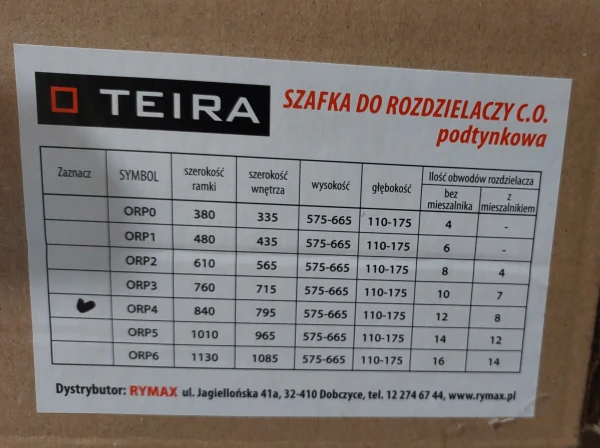 TEIRA
SZAFKA DO ROZDZIELACZY C.O.
podtynkowa
Zaznacz SYMBOL szerokość ramki szerokość wnętrza wysokość głębokość Ilość obwodów rozdzielacza
bez mieszalnika z mieszalnikiem
ORP0 380 335 575-665 110-175 4 -
ORP1 480 435 575-665 110-175 6 -
ORP2 610 565 575-665 110-175 8 4
ORP3 760 715 575-665 110-175 10 7
ORP4 840 795 575-665 110-175 12 8
ORP5 1010 965 575-665 110-175 14 12
ORP6 1130 1085 575-665 110-175 16 14
Dystrybutor: RYMAX ul. Jagiellońska 41a, 32-410 Dobczyce, tel. 12 274 67 44, www.rymax.pl